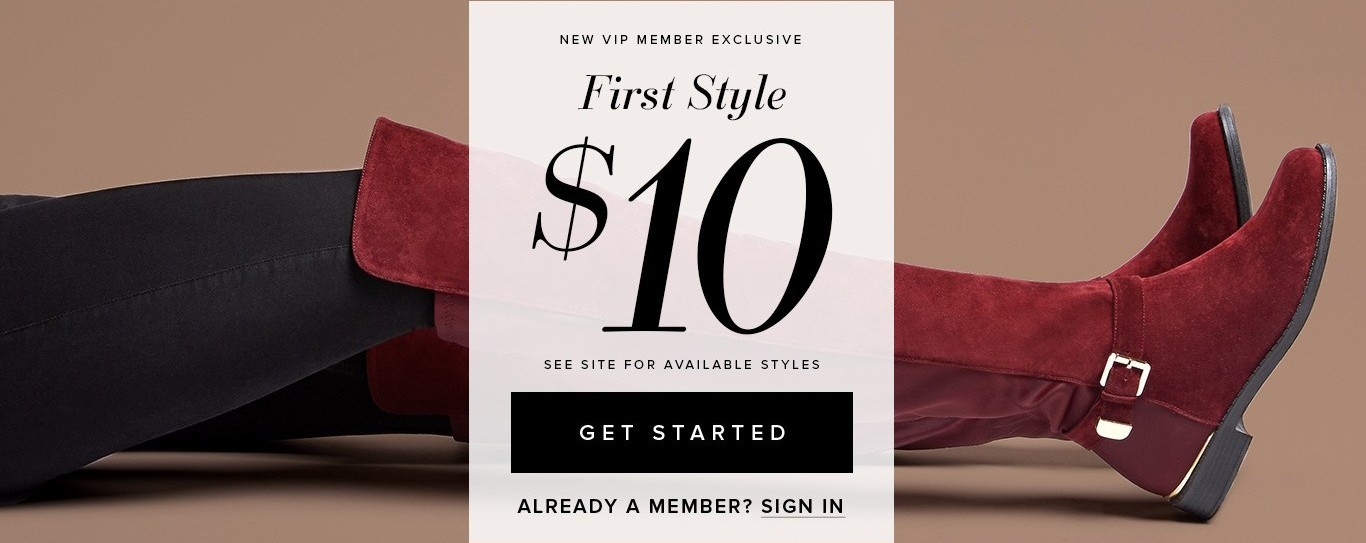 NEW VIP MEMBER EXCLUSIVE
First Style
$10
SEE SITE FOR AVAILABLE STYLES
GET STARTED
ALREADY A MEMBER? SIGN IN